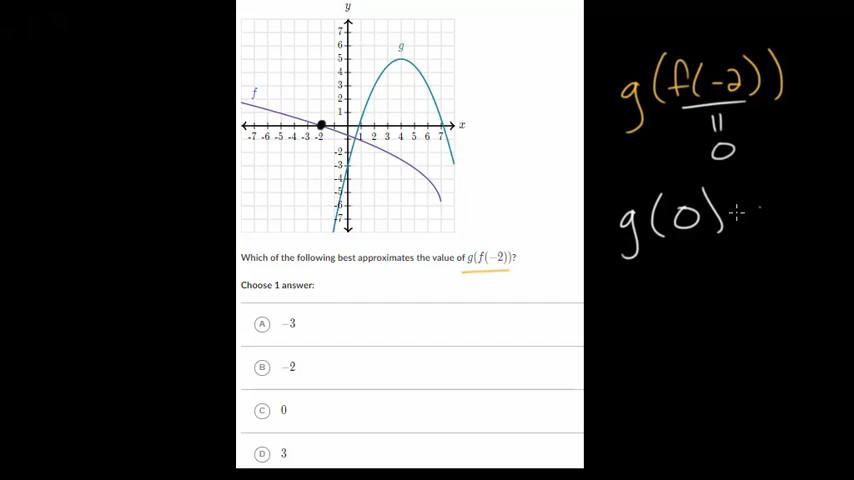 y
7
6
5
4
3
2
1
-2
-3
-4
-5
-6
-7
-7 -6 -5 -4 -3 -2 1 2 3 4 5 6 7
x
f
g
g(f(-2))
=
0
g(0)
Which of the following best approximates the value of g(f(−2))?
Choose 1 answer:
A −3
B −2
C 0
D 3